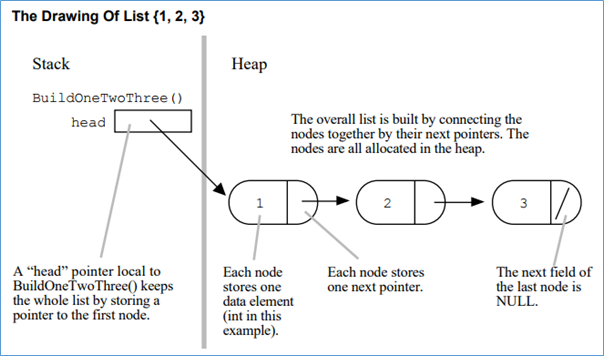 The Drawing Of List {1, 2, 3}
Stack
Heap
BuildOneTwoThree()
head
The overall list is built by connecting the
nodes together by their next pointers. The
nodes are all allocated in the heap.
1
2
3
A “head” pointer local to
BuildOneTwoThree() keeps
the whole list by storing a
pointer to the first node.
Each node
stores one
data element
(int in this
example).
Each node stores
one next pointer.
The next field of
the last node is
NULL.